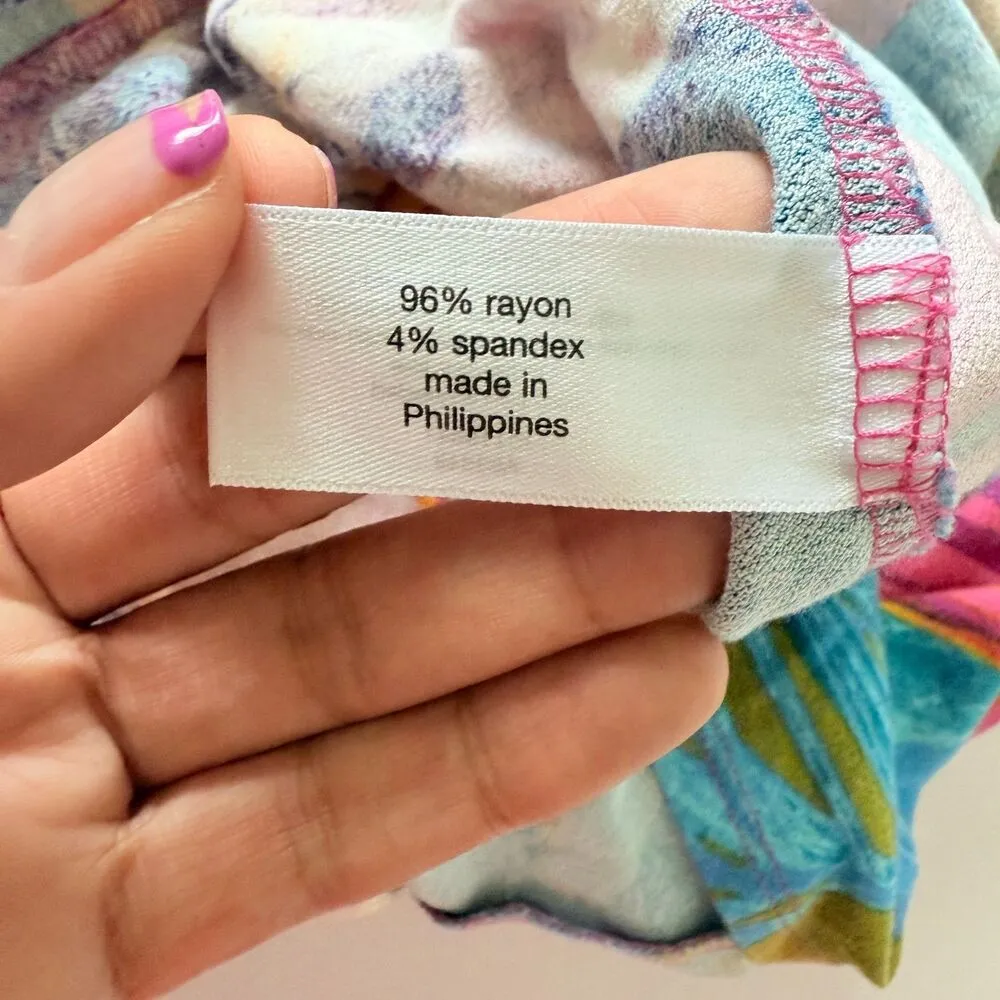 96% rayon
4% spandex
made in
Philippines